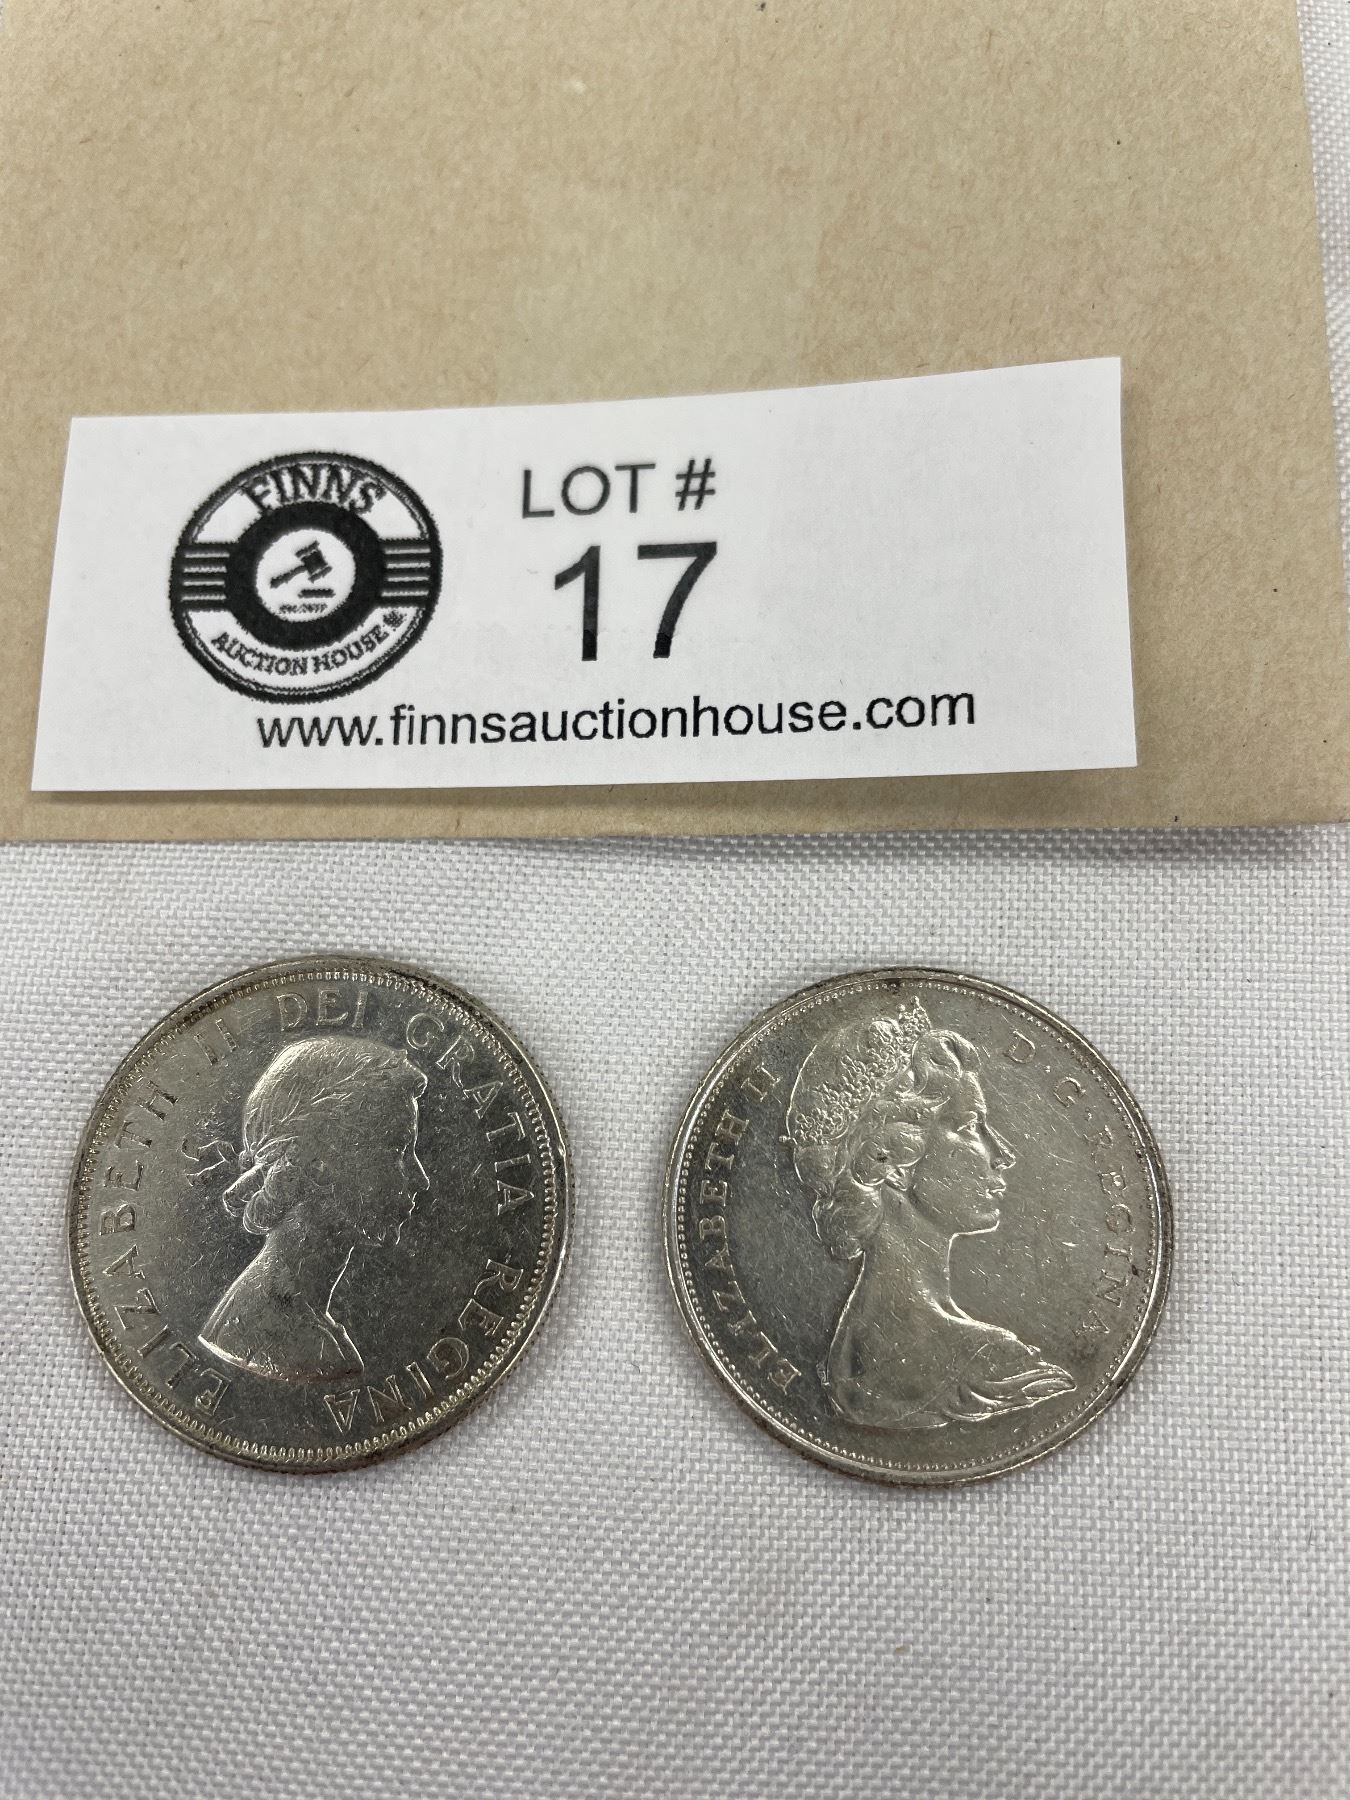 FINNS
AUCTION HOUSE
LOT #
17
www.finnsauctionhouse.com
ELIZABETH II DEI GRATIA REGINA
ELIZABETH II D·G·REGINA